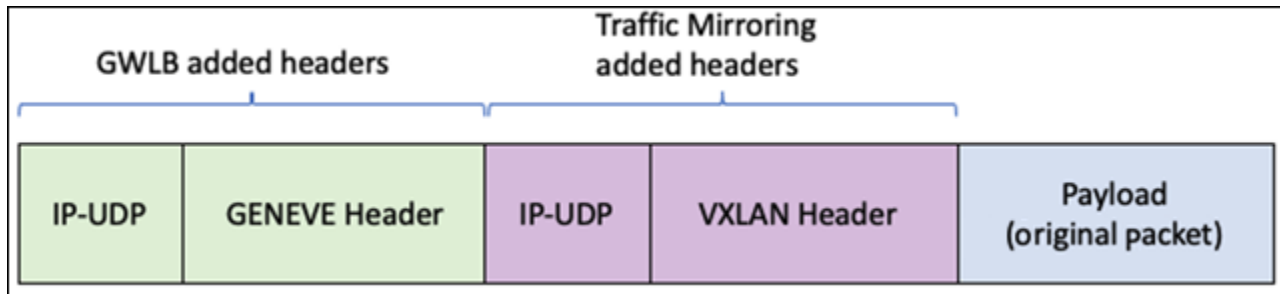 GWLB added headers
Traffic Mirroring
added headers
IP-UDP
GENEVE Header
IP-UDP
VXLAN Header
Payload
(original packet)